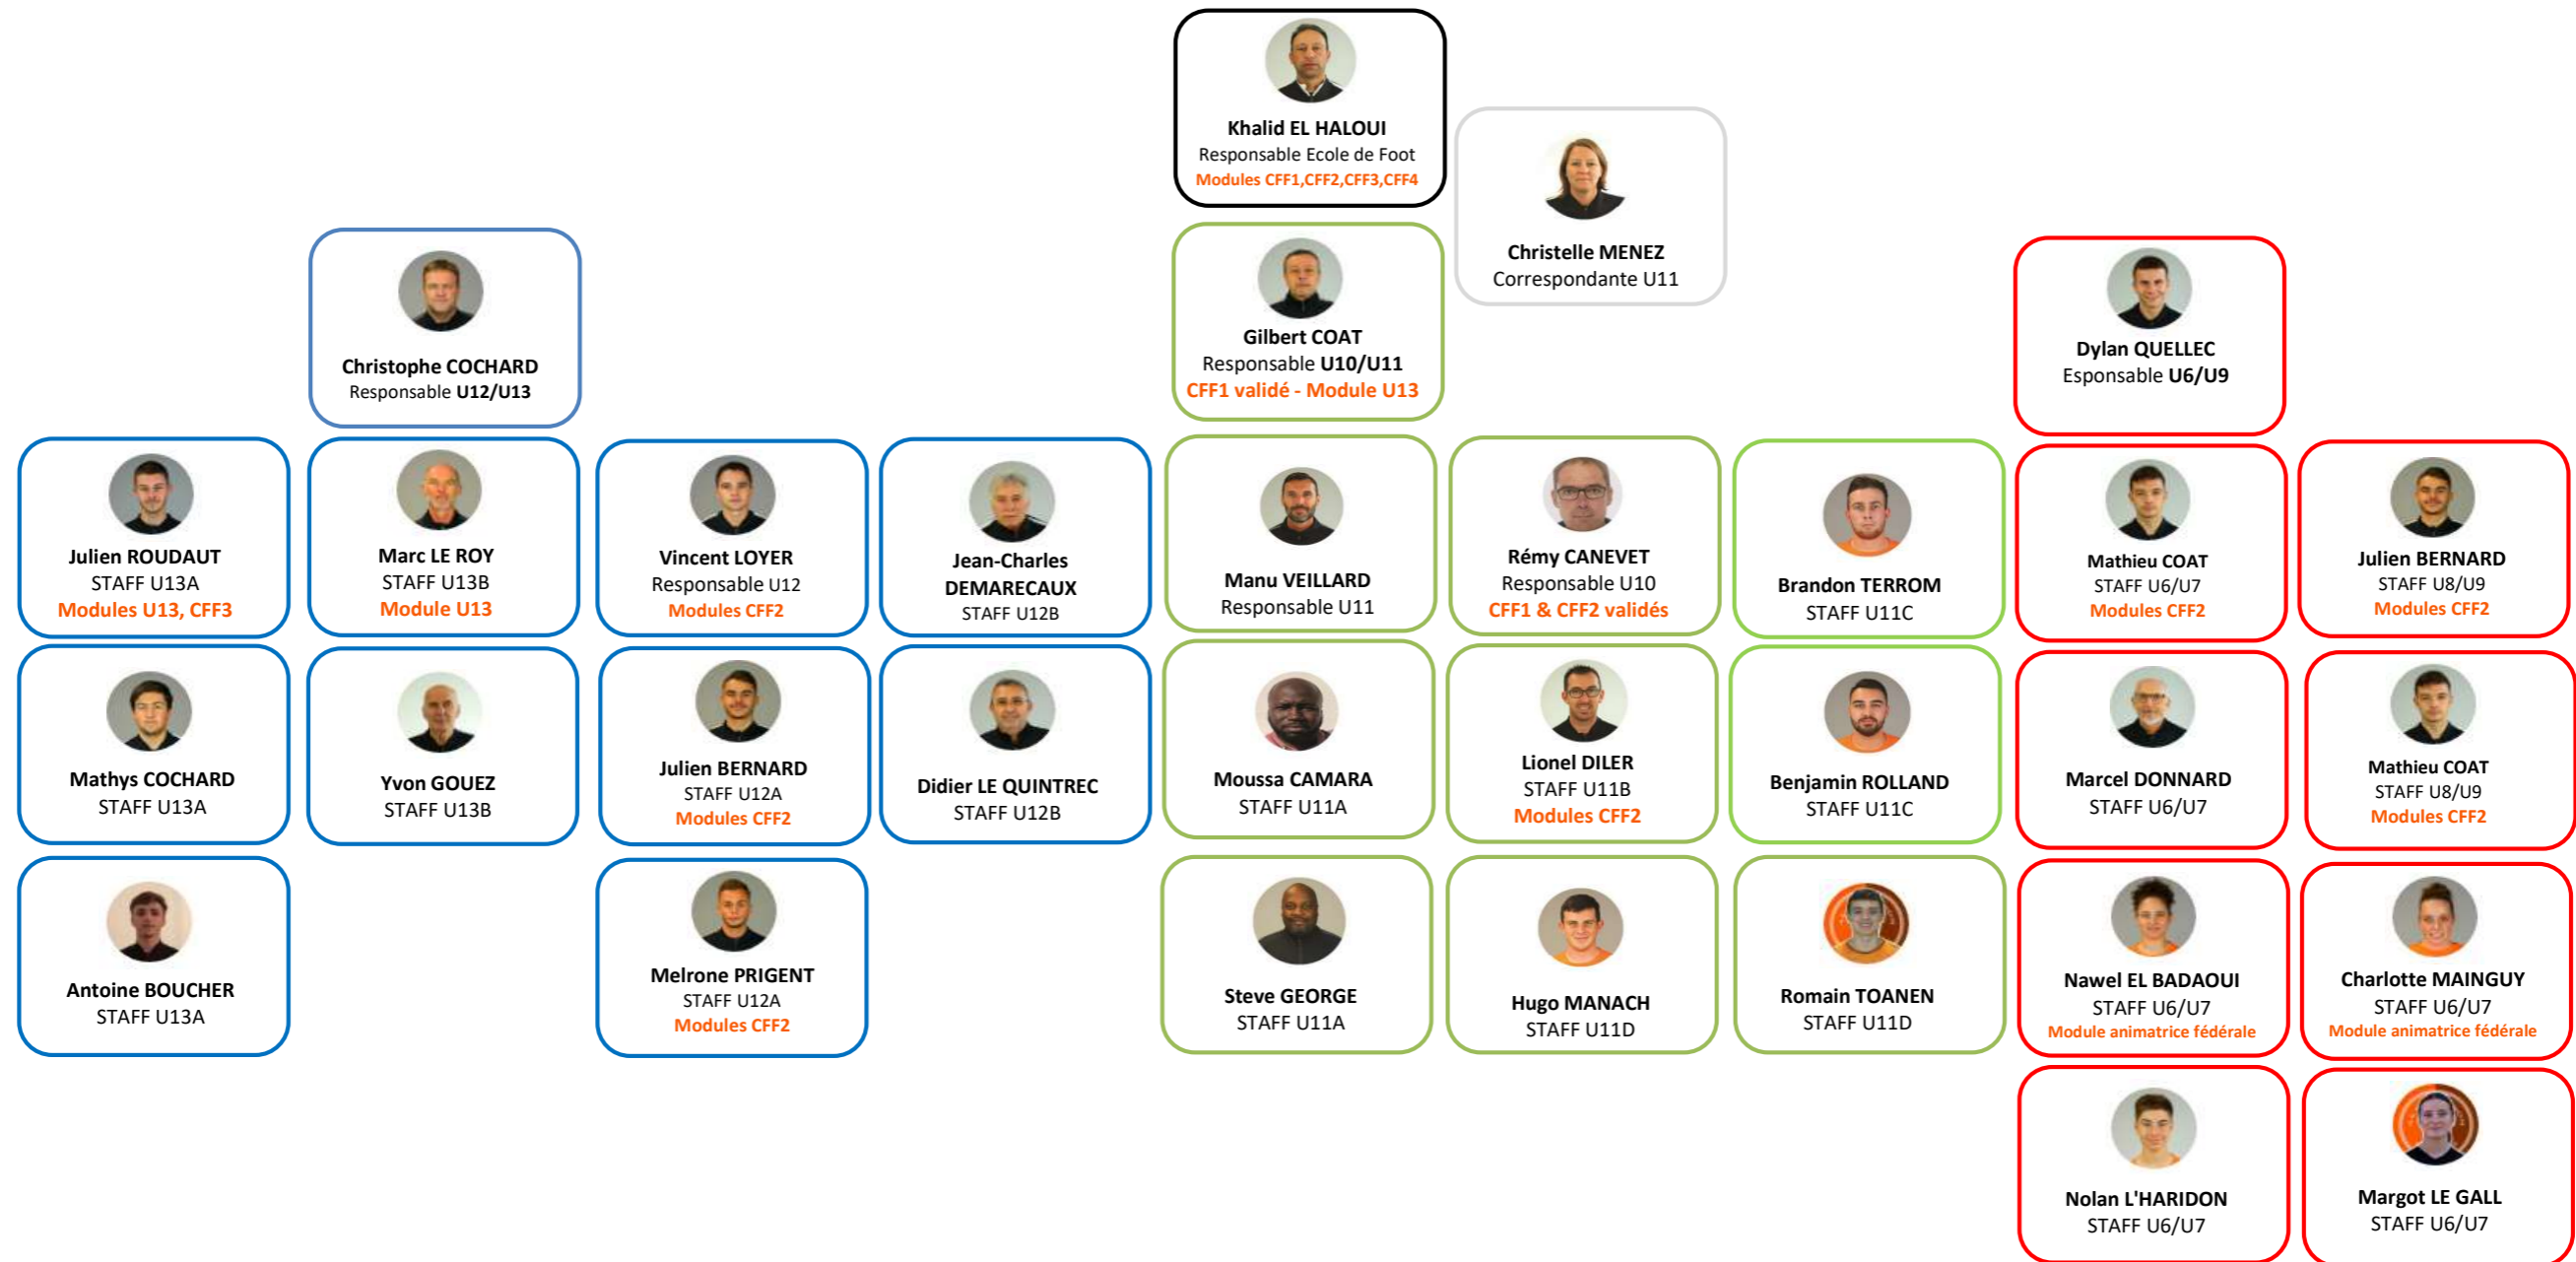 Khalid EL HALOUI
Responsable Ecole de Foot
Modules CFF1,CFF2,CFF3,CFF4
Christelle MENEZ
Correspondante U11
Christophe COCHARD
Responsable U12/U13
Gilbert COAT
Responsable U10/U11
CFF1 validé - Module U13
Dylan QUELLEC
Esponsable U6/U9
Julien ROUDAUT
STAFF U13A
Modules U13, CFF3
Marc LE ROY
STAFF U13B
Module U13
Vincent LOYER
Responsable U12
Modules CFF2
Jean-Charles
DEMARECAUX
STAFF U12B
Manu VEILLARD
Responsable U11
Rémy CANEVET
Responsable U10
CFF1 & CFF2 validés
Brandon TERROM
STAFF U11C
Mathieu COAT
STAFF U6/U7
Modules CFF2
Julien BERNARD
STAFF U8/U9
Modules CFF2
Mathys COCHARD
STAFF U13A
Yvon GOUEZ
STAFF U13B
Julien BERNARD
STAFF U12A
Modules CFF2
Didier LE QUINTREC
STAFF U12B
Moussa CAMARA
STAFF U11A
Lionel DILER
STAFF U11B
Modules CFF2
Benjamin ROLLAND
STAFF U11C
Marcel DONNARD
STAFF U6/U7
Mathieu COAT
STAFF U8/U9
Modules CFF2
Antoine BOUCHER
STAFF U13A
Melrone PRIGENT
STAFF U12A
Modules CFF2
Steve GEORGE
STAFF U11A
Hugo MANACH
STAFF U11D
Romain TOANEN
STAFF U11D
Nawel EL BADAOUI
STAFF U6/U7
Module animatrice fédérale
Charlotte MAINGUY
STAFF U6/U7
Module animatrice fédérale
Nolan L'HARIDON
STAFF U6/U7
Margot LE GALL
STAFF U6/U7